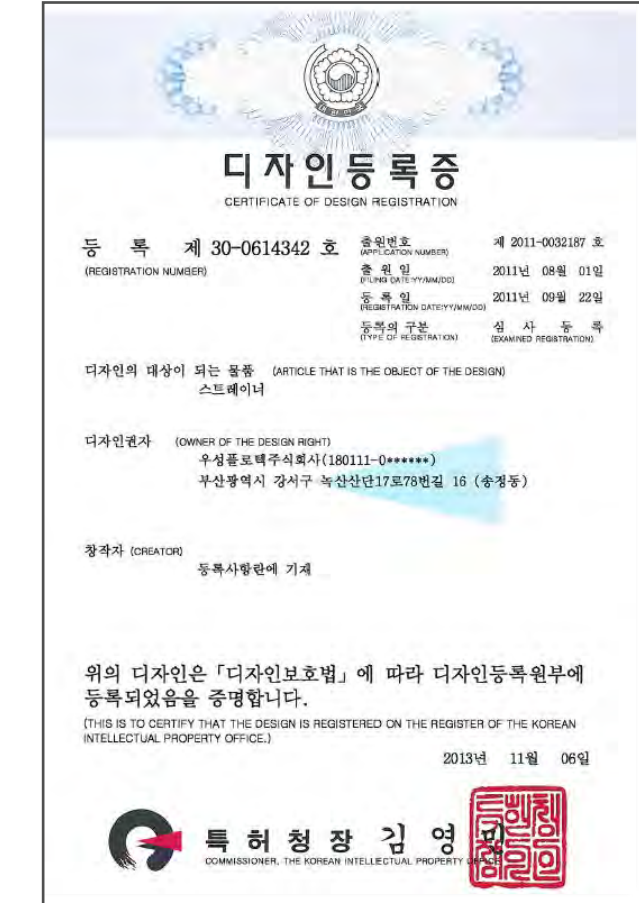 대한민국
디자인등록증
CERTIFICATE OF DESIGN REGISTRATION
등 록 제 30-0614342 호
(REGISTRATION NUMBER)
출원번호 제 2011-0032187 호
(APPLICATION NUMBER)
출 원 일 2011년 08월 01일
(FILING DATE:YY/MM/DD)
등 록 일 2011년 09월 22일
(REGISTRATION DATE:YY/MM/DD)
등록의 구분 심 사 등 록
(TYPE OF REGISTRATION) (EXAMINED REGISTRATION)
디자인의 대상이 되는 물품 (ARTICLE THAT IS THE OBJECT OF THE DESIGN)
스트레이너
디자인권자 (OWNER OF THE DESIGN RIGHT)
우성플로텍주식회사(180111-0******)
부산광역시 강서구 녹산산단17로78번길 16 (송정동)
창작자 (CREATOR)
등록사항란에 기재
위의 디자인은「디자인보호법」에 따라 디자인등록원부에
등록되었음을 증명합니다.
(THIS IS TO CERTIFY THAT THE DESIGN IS REGISTERED ON THE REGISTER OF THE KOREAN
INTELLECTUAL PROPERTY OFFICE.)
2013년 11월 06일
특허청장 김영민
COMMISSIONER, THE KOREAN INTELLECTUAL PROPERTY OFFICE